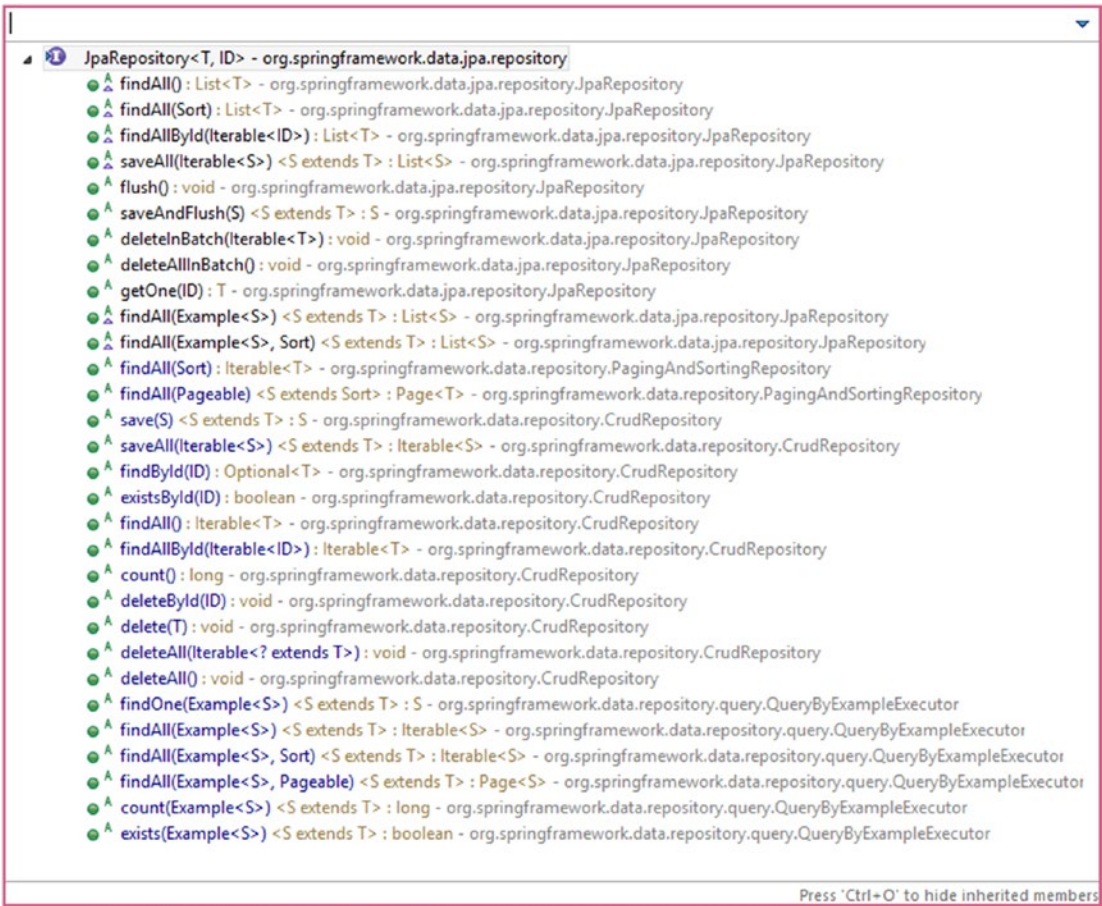 JpaRepository<T, ID> - org.springframework.data.jpa.repository
findAll() : List<T> - org.springframework.data.jpa.repository.JpaRepository
findAll(Sort) : List<T> - org.springframework.data.jpa.repository.JpaRepository
findAllById(Iterable<ID>) : List<T> - org.springframework.data.jpa.repository.JpaRepository
saveAll(Iterable<S>) <S extends T> : List<S> - org.springframework.data.jpa.repository.JpaRepository
flush() : void - org.springframework.data.jpa.repository.JpaRepository
saveAndFlush(S) <S extends T> : S - org.springframework.data.jpa.repository.JpaRepository
deleteInBatch(Iterable<T>) : void - org.springframework.data.jpa.repository.JpaRepository
deleteAllInBatch() : void - org.springframework.data.jpa.repository.JpaRepository
getOne(ID) : T - org.springframework.data.jpa.repository.JpaRepository
findAll(Example<S>) <S extends T> : List<S> - org.springframework.data.jpa.repository.JpaRepository
findAll(Example<S>, Sort) <S extends T> : List<S> - org.springframework.data.jpa.repository.JpaRepository
findAll(Sort) : Iterable<T> - org.springframework.data.repository.PagingAndSortingRepository
findAll(Pageable) <S extends Sort> : Page<T> - org.springframework.data.repository.PagingAndSortingRepository
save(S) <S extends T> : S - org.springframework.data.repository.CrudRepository
saveAll(Iterable<S>) <S extends T> : Iterable<S> - org.springframework.data.repository.CrudRepository
findById(ID) : Optional<T> - org.springframework.data.repository.CrudRepository
existsById(ID) : boolean - org.springframework.data.repository.CrudRepository
findAll() : Iterable<T> - org.springframework.data.repository.CrudRepository
findAllById(Iterable<ID>) : Iterable<T> - org.springframework.data.repository.CrudRepository
count() : long - org.springframework.data.repository.CrudRepository
deleteById(ID) : void - org.springframework.data.repository.CrudRepository
delete(T) : void - org.springframework.data.repository.CrudRepository
deleteAll(Iterable<? extends T>) : void - org.springframework.data.repository.CrudRepository
deleteAll() : void - org.springframework.data.repository.CrudRepository
findOne(Example<S>) <S extends T> : S - org.springframework.data.repository.query.QueryByExampleExecutor
findAll(Example<S>) <S extends T> : Iterable<S> - org.springframework.data.repository.query.QueryByExampleExecutor
findAll(Example<S>, Sort) <S extends T> : Iterable<S> - org.springframework.data.repository.query.QueryByExampleExecutor
findAll(Example<S>, Pageable) <S extends T> : Page<S> - org.springframework.data.repository.query.QueryByExampleExecutor
count(Example<S>) <S extends T> : long - org.springframework.data.repository.query.QueryByExampleExecutor
exists(Example<S>) <S extends T> : boolean - org.springframework.data.repository.query.QueryByExampleExecutor
Press 'Ctrl+O' to hide inherited members